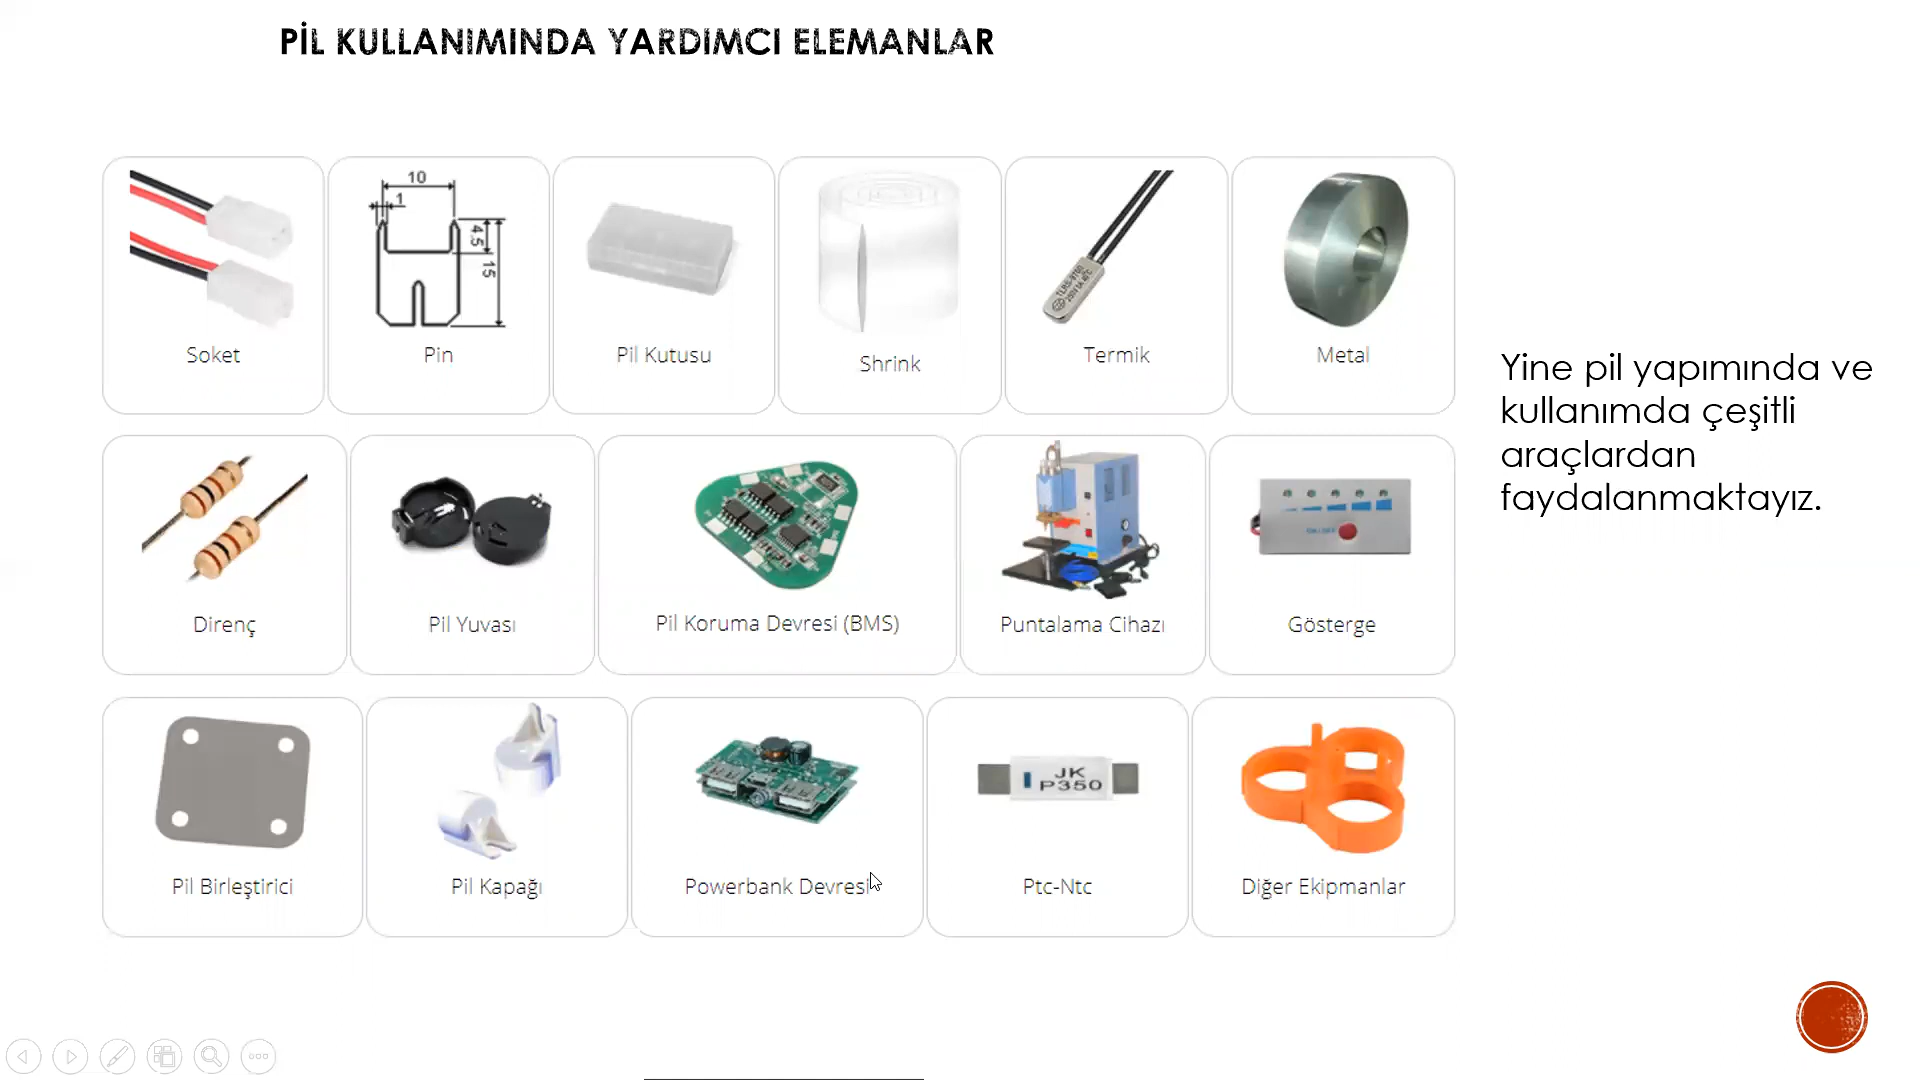 PİL KULLANIMINDA YARDIMCI ELEMANLAR
10
1
4.5
15
Soket
Pin
Pil Kutusu
Shrink
Termik
Metal
Yine pil yapımında ve
kullanımda çeşitli
araçlardan
faydalanmaktayız.
Direnç
Pil Yuvası
Pil Koruma Devresi (BMS)
Puntalama Cihazı
Gösterge
JK
P350
Pil Birleştirici
Pil Kapağı
Powerbank Devresi
Ptc-Ntc
Diğer Ekipmanlar